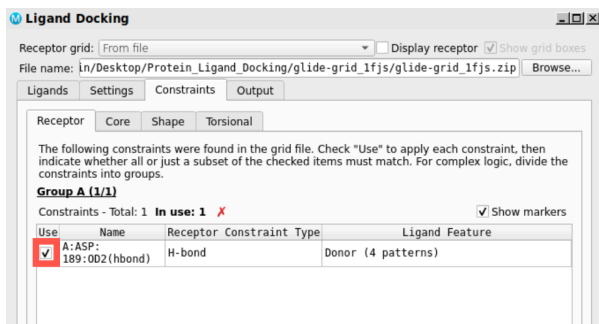 Ligand Docking
Receptor grid: From file Display receptor Show grid boxes
File name: in/Desktop/Protein_Ligand_Docking/glide-grid_1fjs/glide-grid_1fjs.zip Browse...
Ligands Settings Constraints Output
Receptor Core Shape Torsional
The following constraints were found in the grid file. Check "Use" to apply each constraint, then
indicate whether all or just a subset of the checked items must match. For complex logic, divide the
constraints into groups.
Group A (1/1)
Constraints - Total: 1 In use: 1 ✗ Show markers
Use Name Receptor Constraint Type Ligand Feature
A:ASP:
189:OD2(hbond) H-bond Donor (4 patterns)